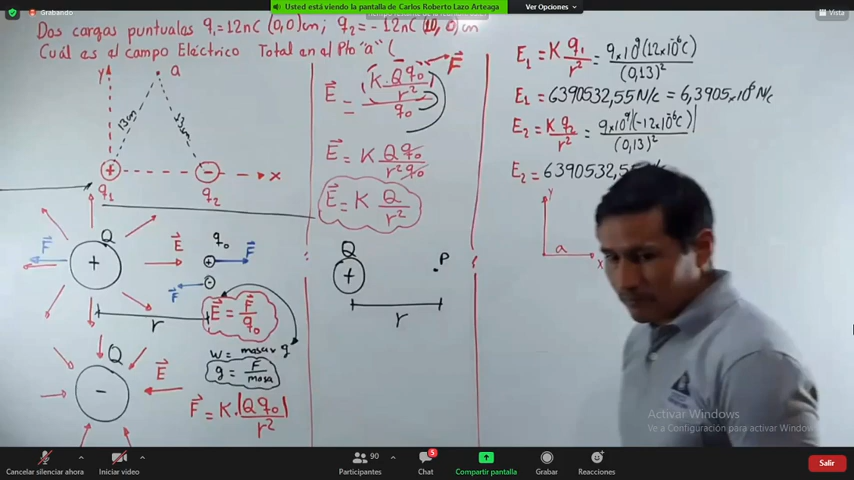 Grabando
Usted está viendo la pantalla de Carlos Roberto Lazo Arteaga
Ver Opciones
Vista
Dos cargas puntuales q1=12nC (0,0)cm; q2= -12nC cm
Cuál es el campo Eléctrico Total en el Pto "a" (
y
a
13cm
13cm
+
-
x
q1
q2
Q
+
F
E
q0
+
F
-
F
r
E = F/q0
w = masa x g
g = F/masa
Q
-
E
F = K.|Q q0|/r²
E = (K Q q0/r²)/q0
F
E = K Q q0/r² q0
E = K Q/r²
Q
+
P
r
E1 = K q1/r² = 9x10⁹(12x10⁻⁶C)/(0,13)²
E1 = 6390532,55 N/c = 6,3905x10⁶ N/c
E2 = K q2/r² = 9x10⁹|(-12x10⁻⁶C)|/(0,13)²
E2 = 6390532,55
y
a
x
Activar Windows
Ve a Configuración para activar Windows.
Cancelar silenciar ahora
Iniciar video
90
Participantes
5
Chat
Compartir pantalla
Grabar
Reacciones
Salir